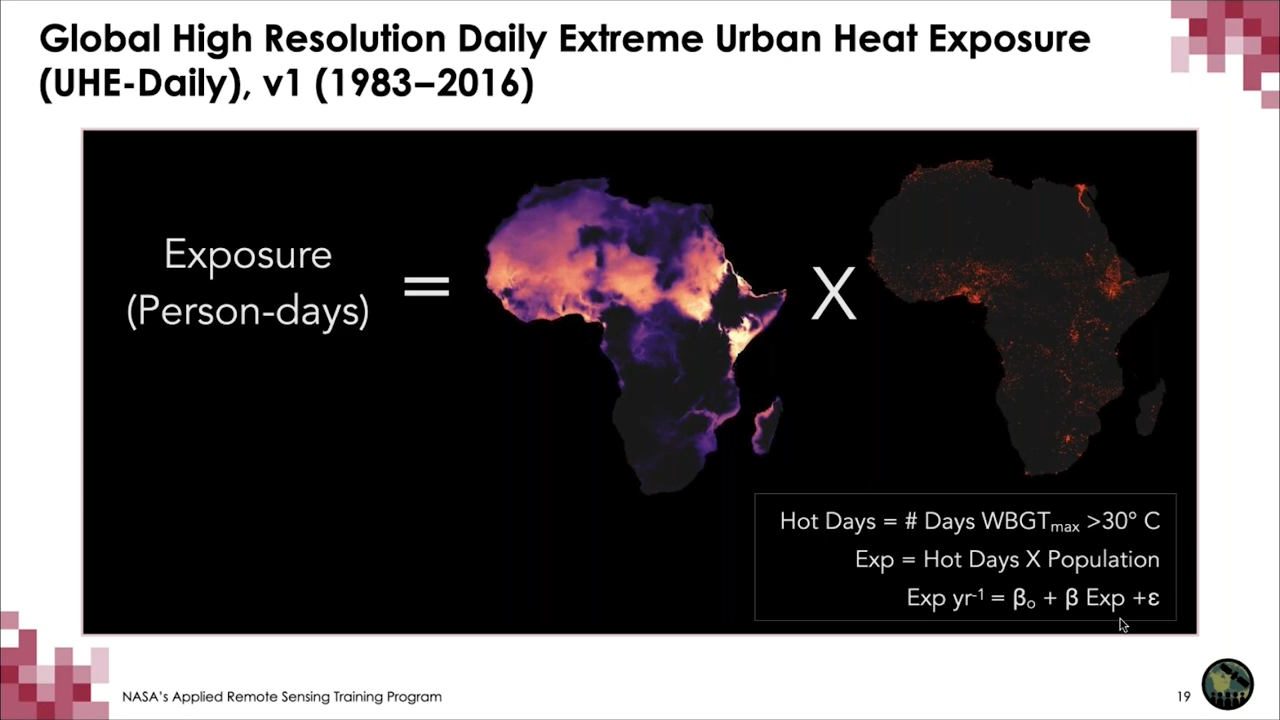 Global High Resolution Daily Extreme Urban Heat Exposure
(UHE-Daily), v1 (1983–2016)
Exposure
(Person-days)
=
X
Hot Days = # Days WBGTmax >30° C
Exp = Hot Days X Population
Exp yr-1 = βo + β Exp +ε
NASA's Applied Remote Sensing Training Program
19